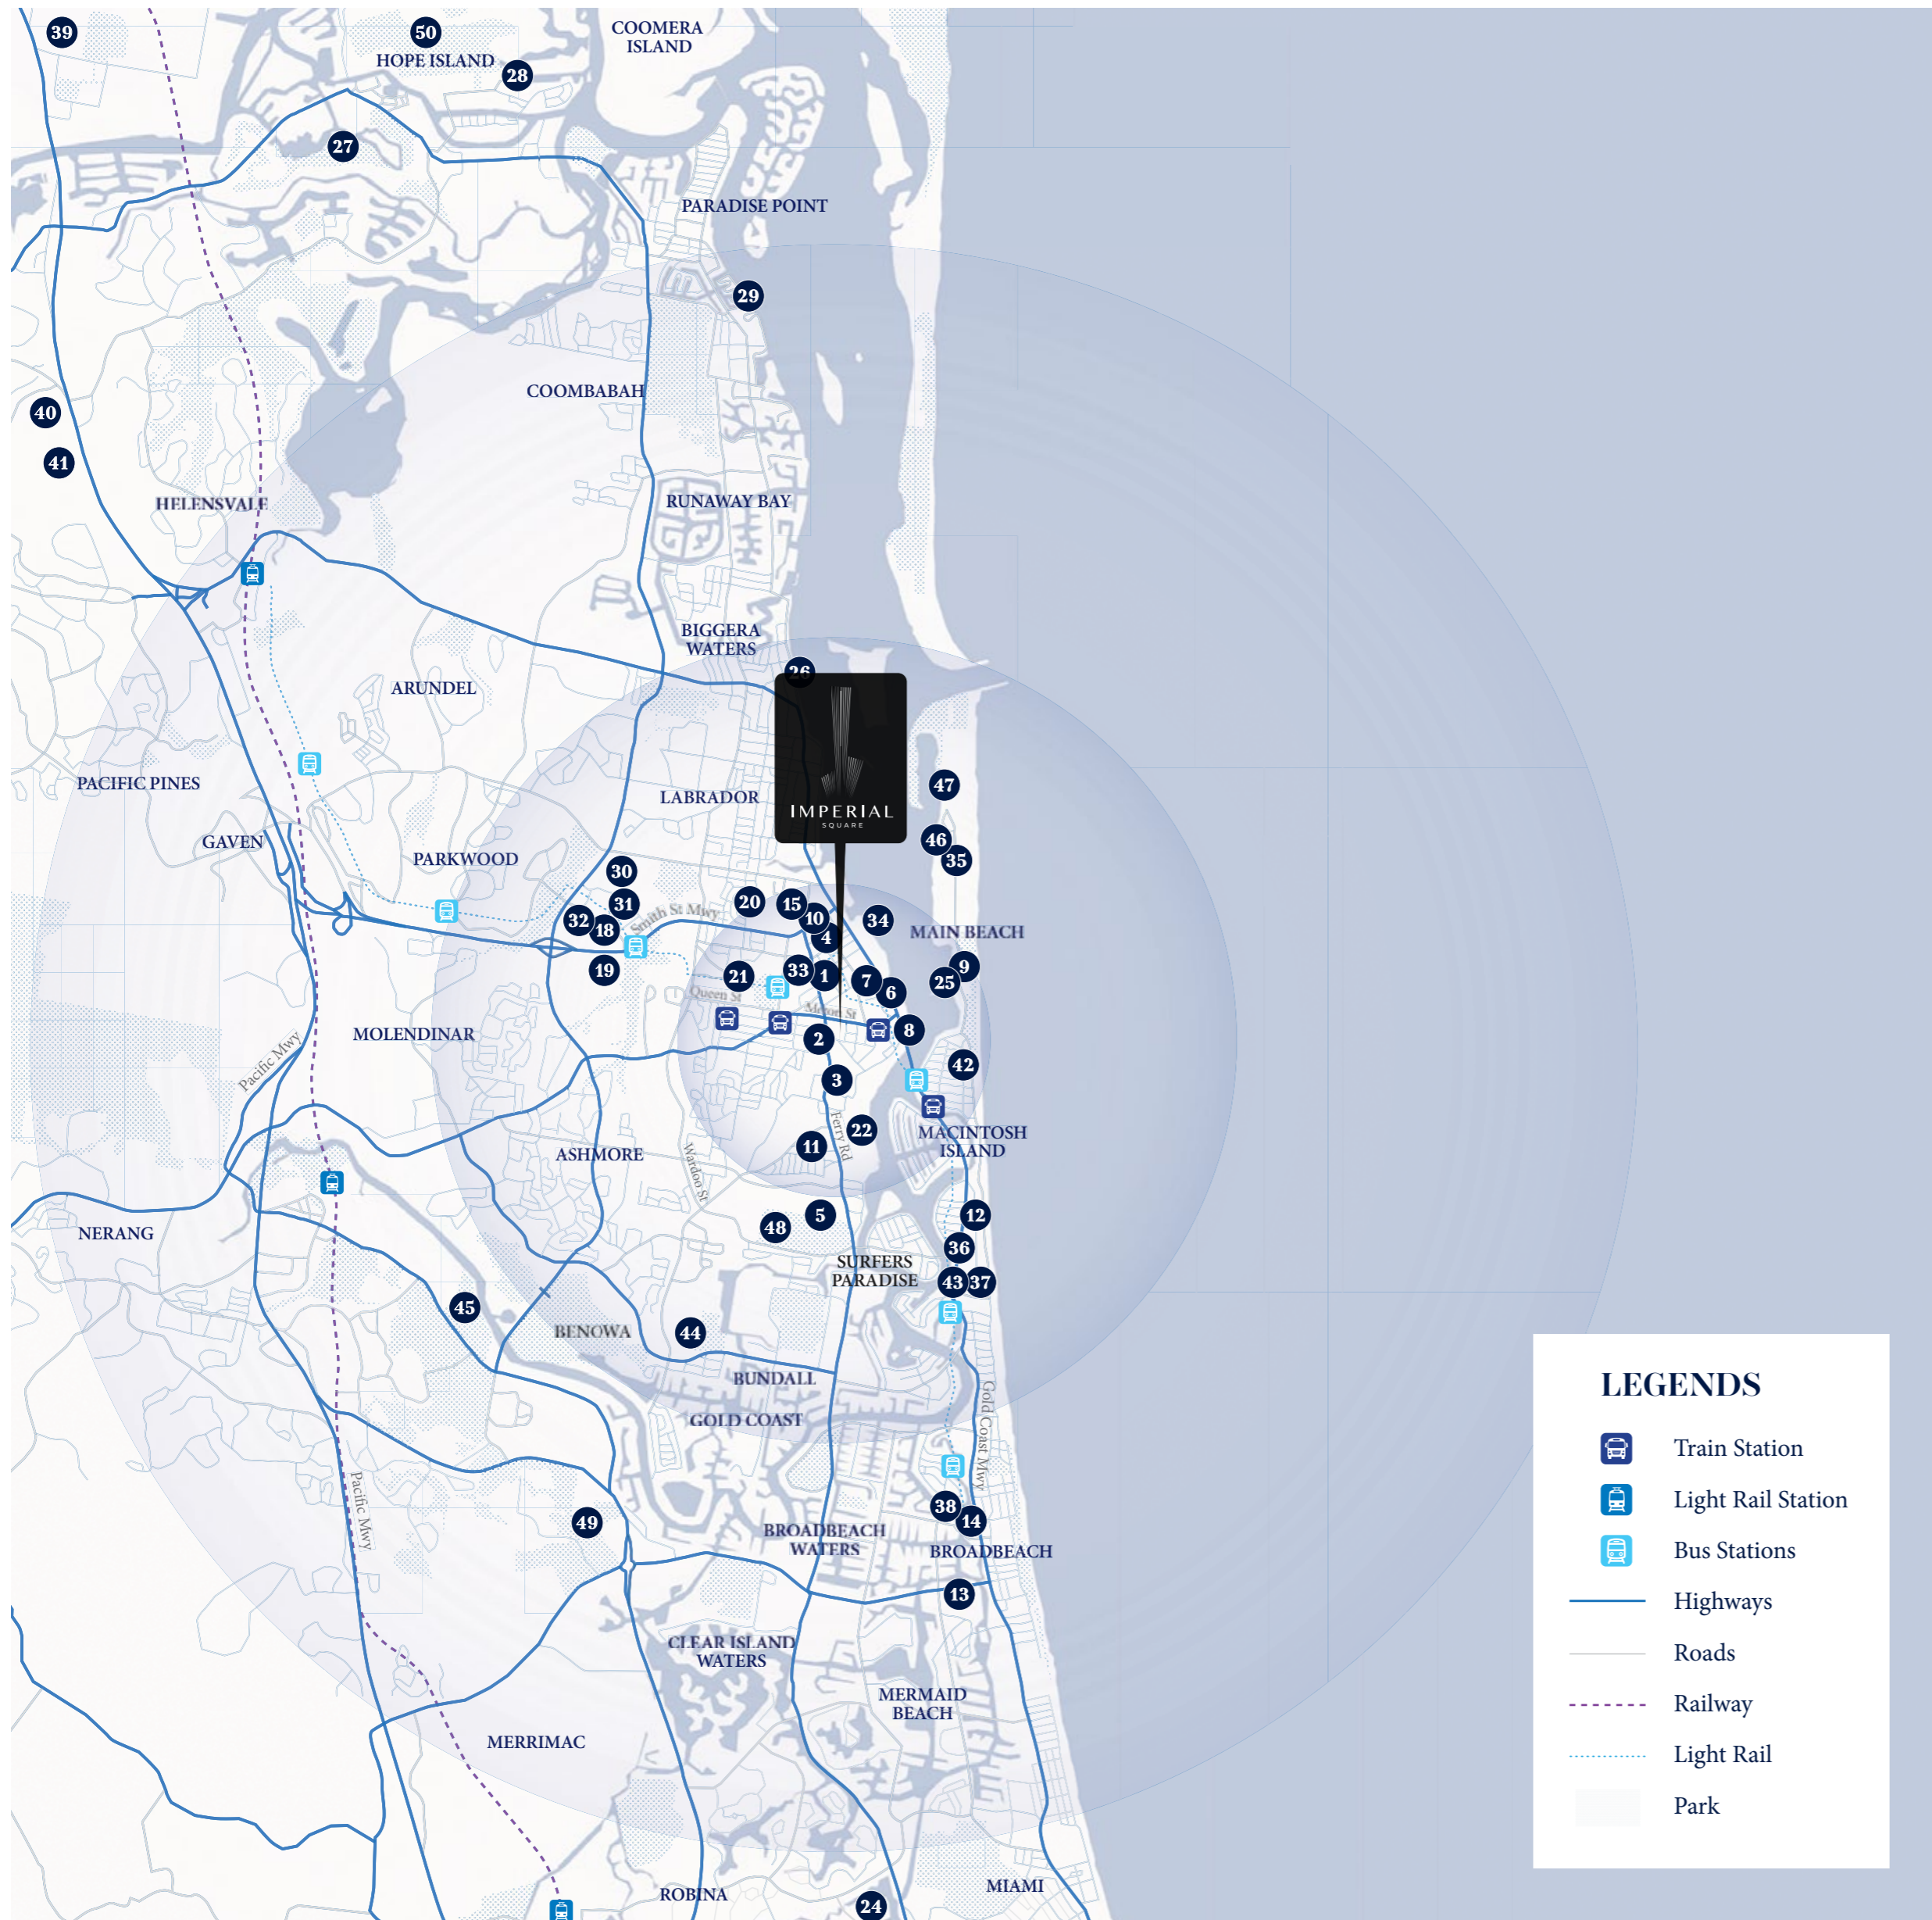 39
50
COOMERA
ISLAND
HOPE ISLAND
28
27
PARADISE POINT
29
COOMBABAH
40
41
HELENSVALE
RUNAWAY BAY
BIGGERA
WATERS
26
ARUNDEL
PACIFIC PINES
LABRADOR
47
IMPERIAL
SQUARE
GAVEN
PARKWOOD
46
35
30
31
32
18
Smith St Mwy
20
15
10
4
34
MAIN BEACH
19
21
33
1
7
6
9
25
Queen St
MOLENDINAR
2
8
Pacific Mwy
3
42
22
11
Ferry Rd
MACINTOSH
ISLAND
ASHMORE
Wardoo St
NERANG
48
5
12
36
SURFERS
PARADISE
43
37
45
BENOWA
44
BUNDALL
GOLD COAST
Gold Coast Mwy
Pacific Mwy
49
38
14
BROADBEACH
WATERS
BROADBEACH
13
CLEAR ISLAND
WATERS
MERMAID
BEACH
MERRIMAC
ROBINA
24
MIAMI
LEGENDS
Train Station
Light Rail Station
Bus Stations
Highways
Roads
Railway
Light Rail
Park